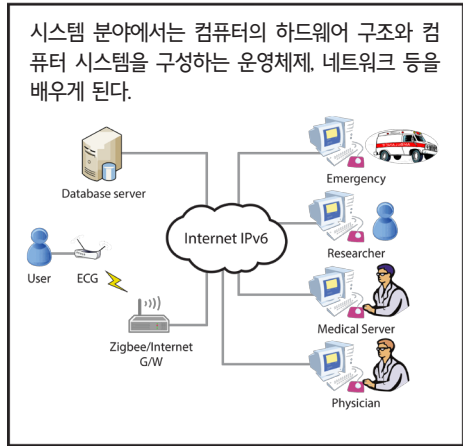 시스템 분야에서는 컴퓨터의 하드웨어 구조와 컴
퓨터 시스템을 구성하는 운영체제, 네트워크 등을
배우게 된다.
Database server
Emergency
Internet IPv6
Researcher
User
ECG
Medical Server
Zigbee/Internet
G/W
Physician